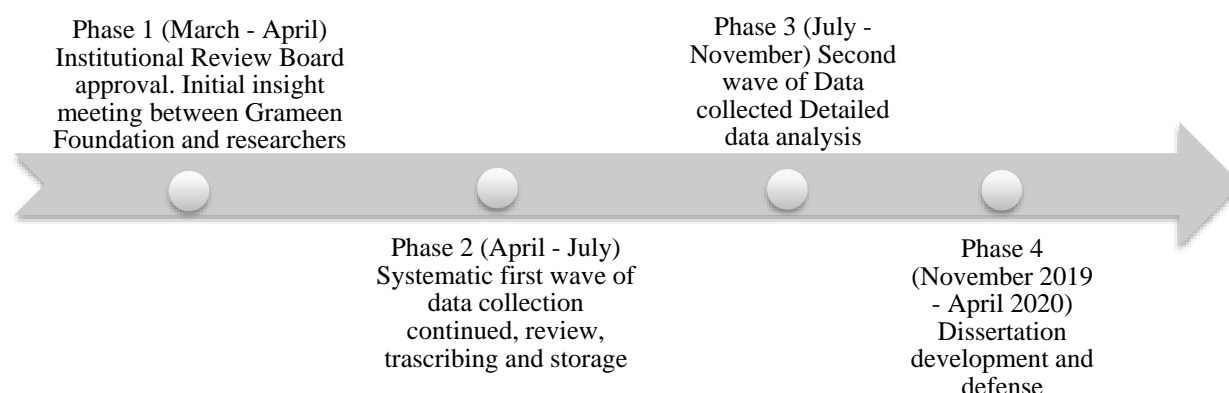 Phase 1 (March - April)
Institutional Review Board
approval. Initial insight
meeting between Grameen
Foundation and researchers
Phase 2 (April - July)
Systematic first wave of
data collection
continued, review,
trascribing and storage
Phase 3 (July -
November) Second
wave of Data
collected Detailed
data analysis
Phase 4
(November 2019
- April 2020)
Dissertation
development and
defense